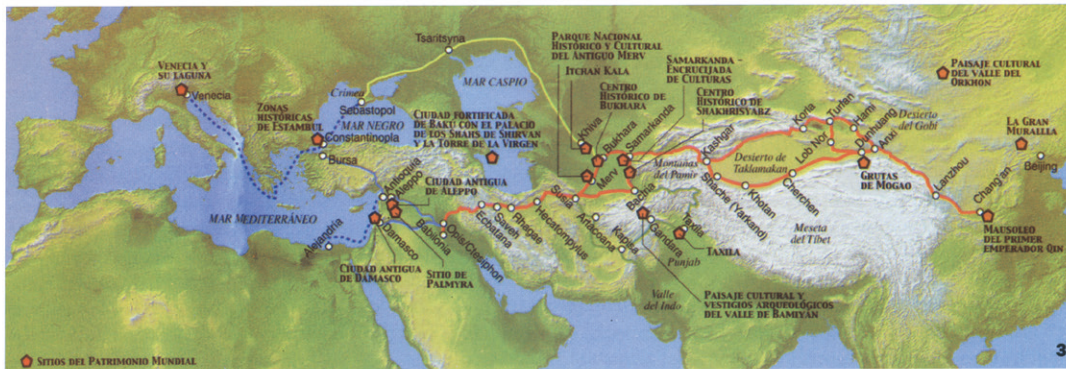 Tsaritsyna
PARQUE NACIONAL
HISTÓRICO Y CULTURAL
DEL ANTIGUO MERV
ITCHAN KALA
CENTRO
HISTÓRICO DE
BUKHARA
SAMARKANDA -
ENCRUCIJADA DE
CULTURAS
CENTRO
HISTÓRICO DE
SHAKHRISYABZ
PAISAJE CULTURAL
DEL VALLE DEL
ORKHON
VENECIA Y
SU LAGUNA
Venecia
MAR CASPIO
Crimea
Sebastopol
MAR NEGRO
ZONAS
HISTÓRICAS
DE ESTAMBUL
Constantinopla
Bursa
CIUDAD FORTIFICADA
DE BAKU CON EL PALACIO
DE LOS SHAHS DE SHIRVAN
Y LA TORRE DE LA VIRGEN
Khiva
Bukhara
Samarkanda
Merv
Kashgar
Korla
Turfan
Hami
Desierto
del Gobi
LA GRAN
MURALLIA
Beijing
Lob Nor
Dunhuang
Anxi
Desierto de
Taklamakan
Montañas
del Pamir
Shache (Yarkand)
Khotan
Cherchen
GRUTAS
DE MOGAO
Lanzhou
Chang'an
MAUSOLEO
DEL PRIMER
EMPERADOR QIN
Antioquia
Aleppo
CIUDAD ANTIGUA
DE ALEPPO
MAR MEDITERRÁNEO
Alejandria
Damasco
Babilonia
Opis/Ctesiphon
Ecbatana
Saveh
Rhagae
Hecatompylus
Susia
Bactria
Kapisa
Gandara
Taxila
Punjab
TAXILA
Meseta
del Tíbet
CIUDAD ANTIGUA
DE DAMASCO
SITIO DE
PALMYRA
Valle
del Indo
PAISAJE CULTURAL Y
VESTIGIOS ARQUEOLÓGICOS
DEL VALLE DE BAMIYÁN
SITIOS DEL PATRIMONIO MUNDIAL
3